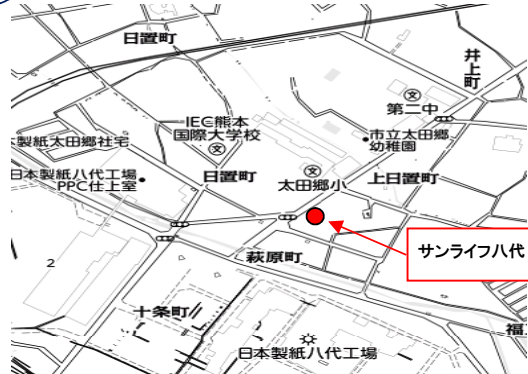 日置町
井上町
文
第二中
IEC熊本
国際大学校
文
市立太田郷
幼稚園
製紙太田郷社宅
日本製紙八代工場
PPC仕上室
日置町
文
太田郷小
上日置町
サンライフ八代
萩原町
2
十条町
日本製紙八代工場
福